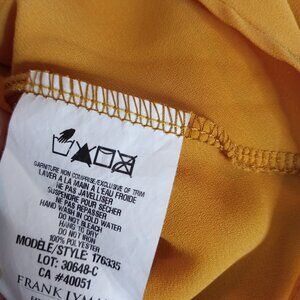 GARNITURE NON COMPRISE/EXCLUSIVE OF TRIM
LAVER À LA MAIN À L'EAU FROIDE
NE PAS JAVELLISER
SUSPENDRE POUR SÉCHER
NE PAS REPASSER
HAND WASH IN COLD WATER
DO NOT BLEACH
HANG TO DRY
DO NOT IRON
100% POLYESTER
MODÈLE/STYLE: 176335
LOT: 30648-C
CA #40051
FRANK LYMAN